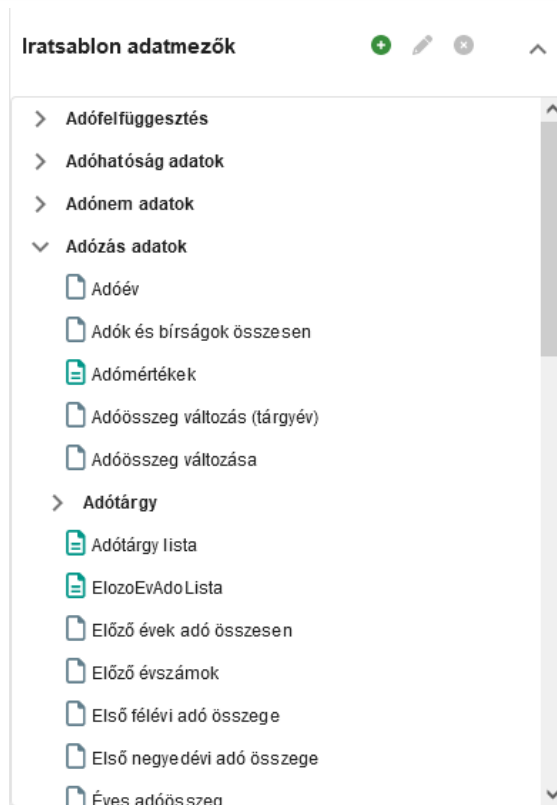 Iratsablon adatmezők
Adófelfüggesztés
Adóhatóság adatok
Adónem adatok
Adózás adatok
Adóév
Adók és bírságok összesen
Adómértékek
Adóösszeg változás (tárgyév)
Adóösszeg változása
Adótárgy
Adótárgy lista
ElozoEvAdoLista
Előző évek adó összesen
Előző évszámok
Első félévi adó összege
Első negyedévi adó összege
Éves adóösszeg